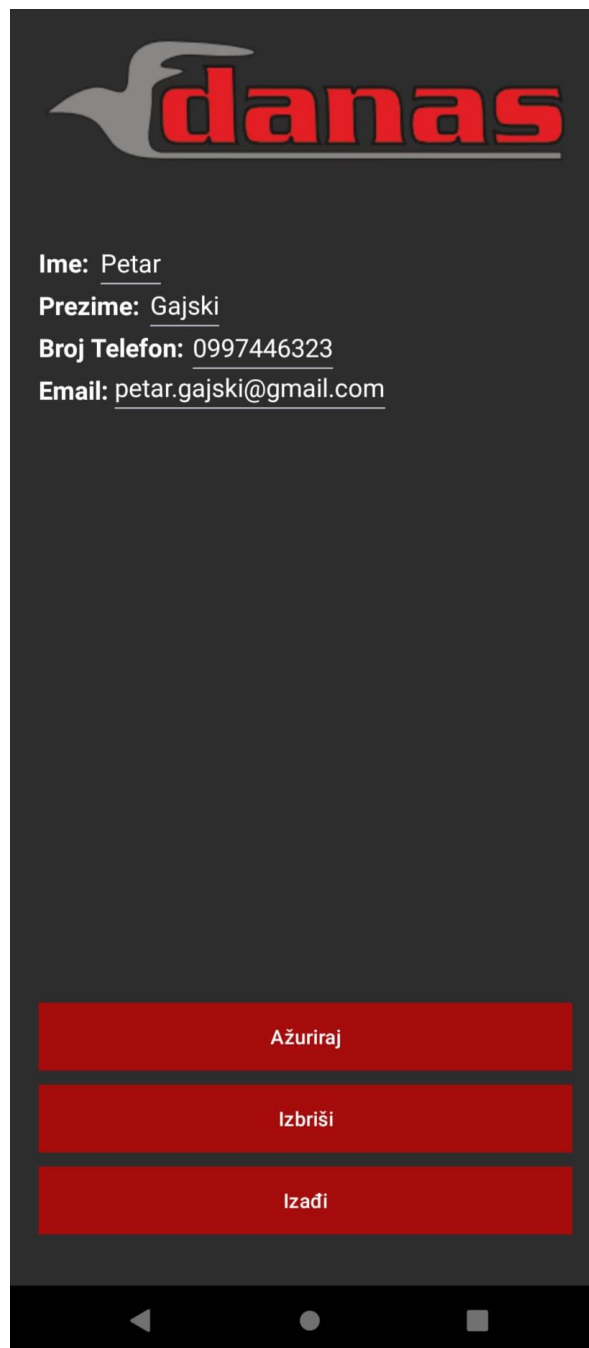 danas
Ime: Petar
Prezime: Gajski
Broj Telefon: 0997446323
Email: petar.gajski@gmail.com
Ažuriraj
Izbriši
Izađi